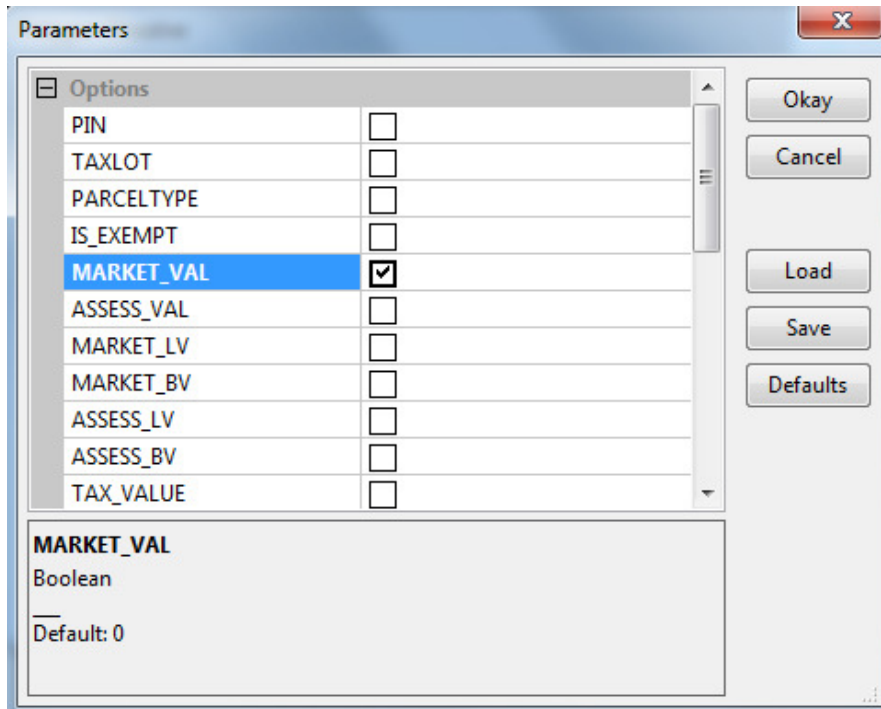 Parameters
Options
PIN
TAXLOT
PARCELTYPE
IS_EXEMPT
MARKET_VAL
ASSESS_VAL
MARKET_LV
MARKET_BV
ASSESS_LV
ASSESS_BV
TAX_VALUE
Okay
Cancel
Load
Save
Defaults
MARKET_VAL
Boolean
__
Default: 0